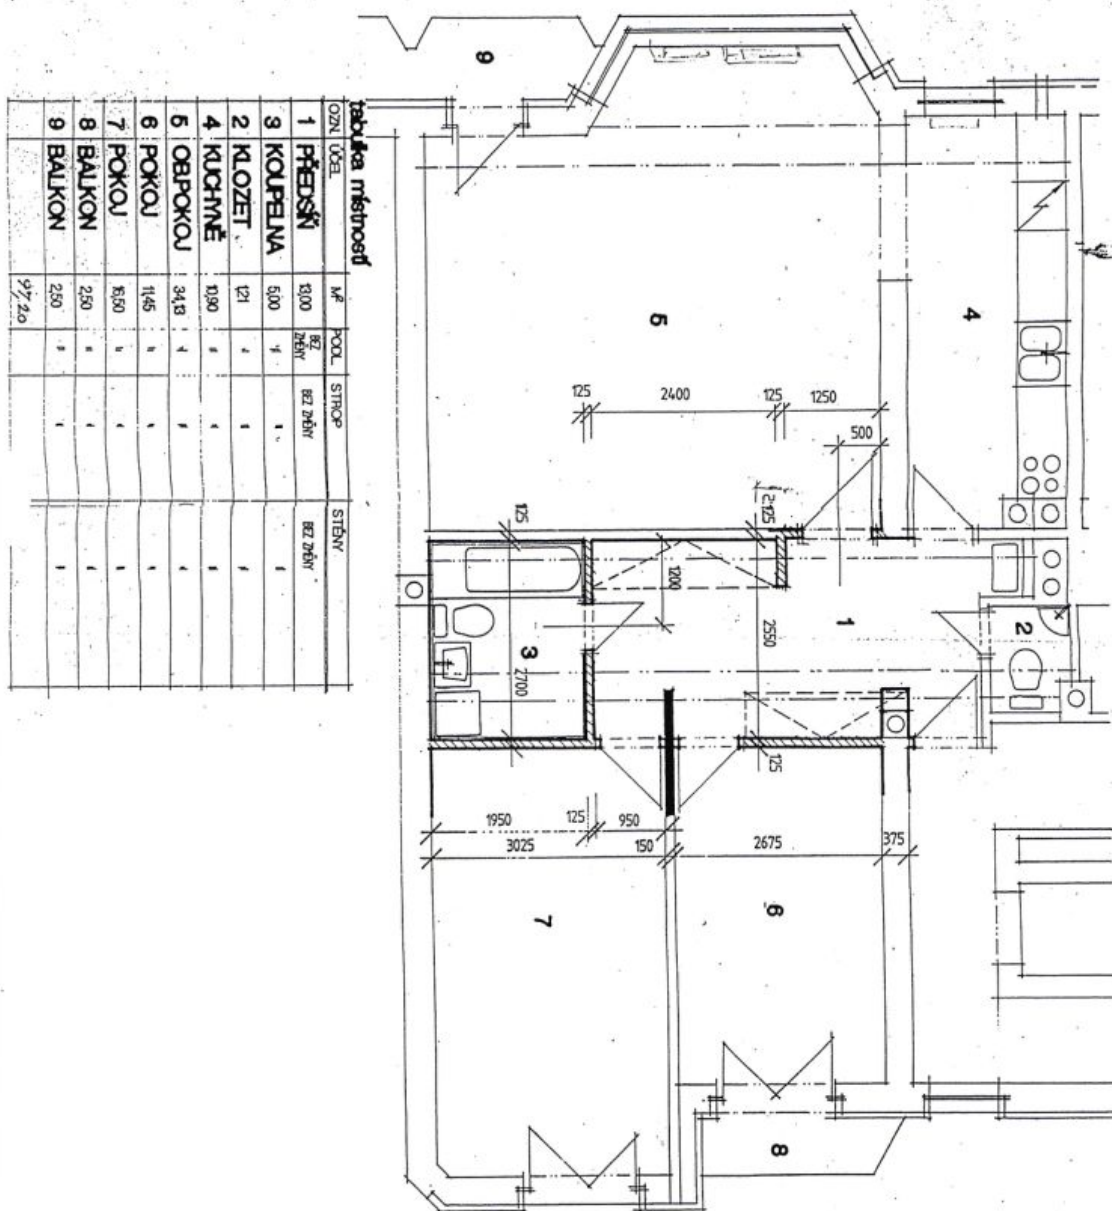 tabulka místností
OZN. ÚČEL M² PODL. STROP STĚNY
1 PŘEDSÍŇ 13,00 BEZ ZMĚNY BEZ ZMĚNY BEZ ZMĚNY
3 KOUPELNA 5,00 " " "
2 KLOZET 1,21 " " "
4 KUCHYNĚ 10,90 " " "
5 OB.POKOJ 34,13 " " "
6 POKOJ 11,45 " " "
7 POKOJ 16,50 " " "
8 BALKON 2,50 " " "
9 BALKON 2,50 " " "
97.20
9
5
4
125
2400
125
1250
500
125
125
1200
2550
1
2
3
2700
125
1950
125
950
3025
150
2675
375
7
6
8